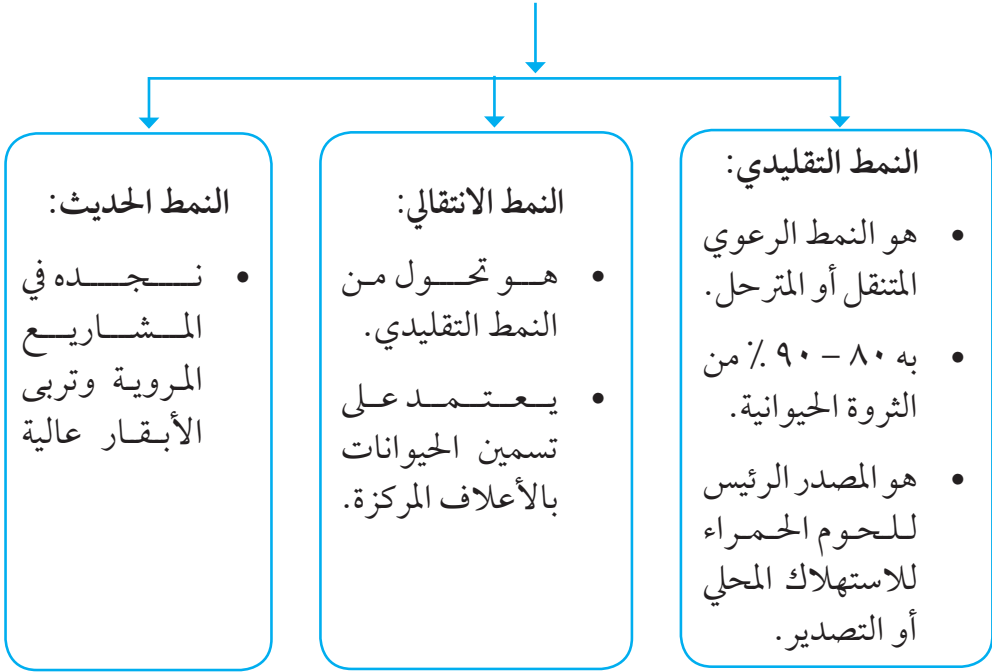 النمط التقليدي:
• هو النمط الرعوي
المتنقل أو المترحل.
• به ٨٠ – ٩٠ ٪ من
الثروة الحيوانية.
• هو المصدر الرئيس
للحوم الحمراء
للاستهلاك المحلي
أو التصدير.
النمط الانتقالي:
• هو تحول من
النمط التقليدي.
• يعتمد على
تسمين الحيوانات
بالأعلاف المركزة.
النمط الحديث:
• نجده في
المشاريع
المروية وتربى
الأبقار عالية